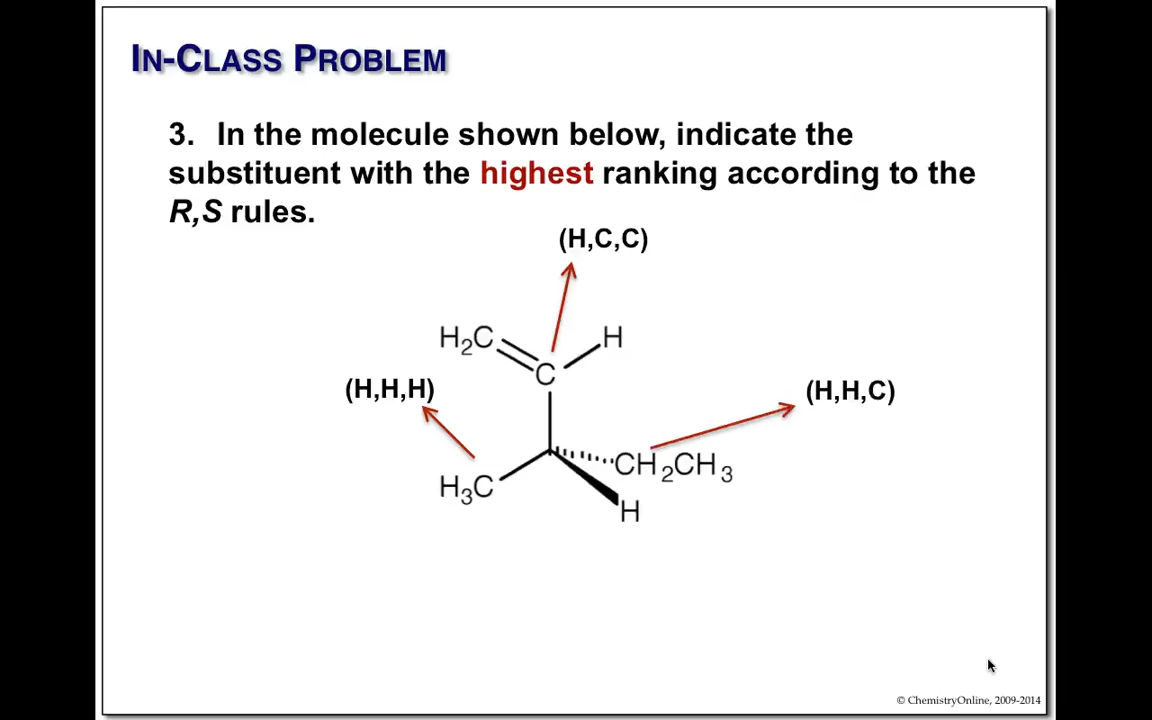 IN-CLASS PROBLEM
3. In the molecule shown below, indicate the
substituent with the highest ranking according to the
R,S rules.
(H,C,C)
H₂C
H
C
(H,H,H)
(H,H,C)
CH₂CH₃
H₃C
H
© ChemistryOnline, 2009-2014